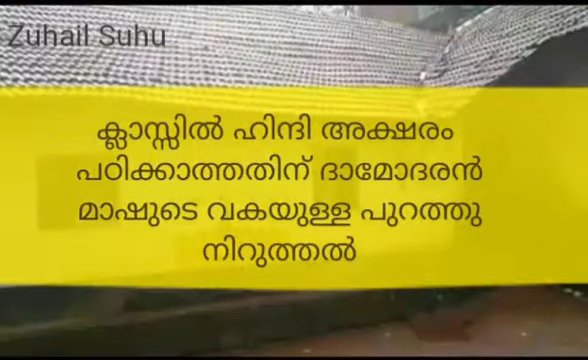 Zuhail Suhu
ക്ലാസ്സിൽ ഹിന്ദി അക്ഷരം
പഠിക്കാത്തതിന് ദാമോദരൻ
മാഷുടെ വകയുള്ള പുറത്തു
നിറുത്തൽ